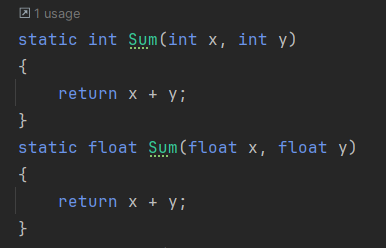 1 usage
static int Sum(int x, int y)
{
    return x + y;
}
static float Sum(float x, float y)
{
    return x + y;
}